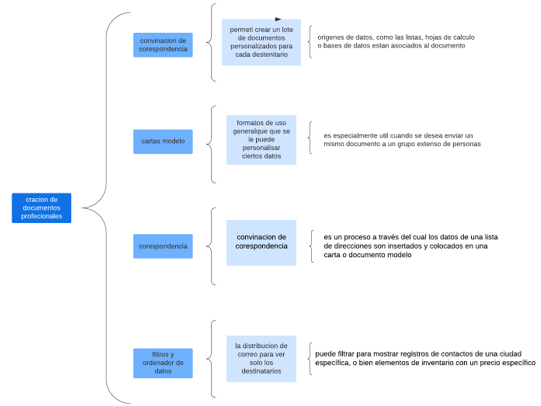 convinacion de
corespondencia
permeti crear un lote
de documentos
personalizados para
cada destenitario
origenes de datos, como las listas, hojas de calculo
o bases de datos estan asociados al documento
cartas modelo
formatos de uso
generalque que se
le puede
personalisar
ciertos datos
es especialmente util cuando se desea enviar un
mismo documento a un grupo extenso de personas
cracion de
documentos
profecionales
corespondencia
convinacion de
corespondencia
es un proceso a través del cual los datos de una lista
de direcciones son insertados y colocados en una
carta o documento modelo
filtros y
ordenador de
datos
la distribucion de
correo para ver
solo los
destinatarios
puede filtrar para mostrar registros de contactos de una ciudad
específica, o bien elementos de inventario con un precio específico